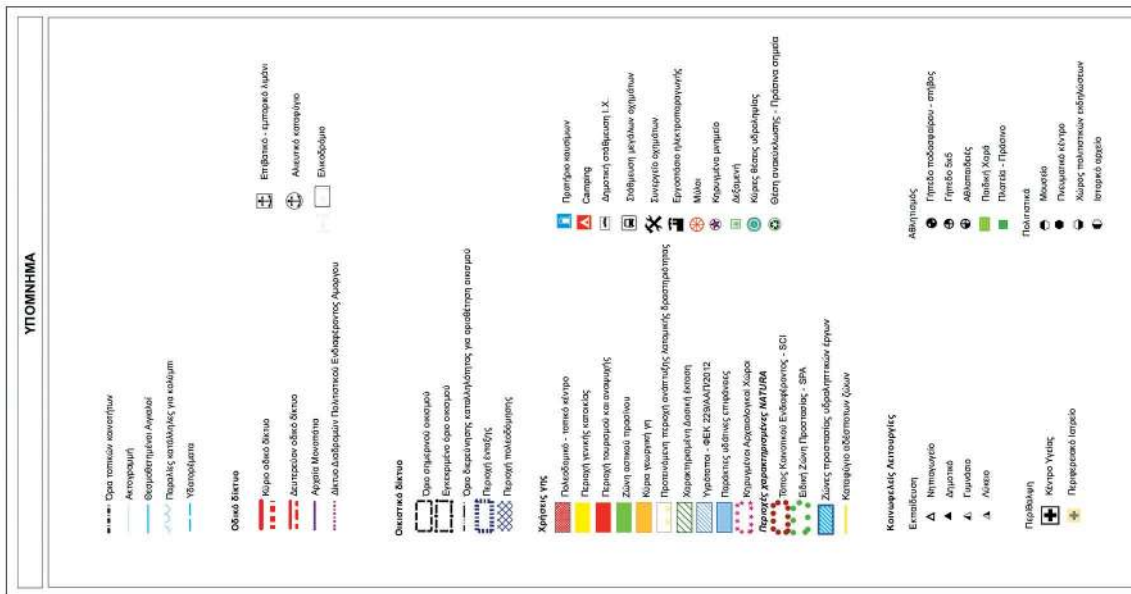 ΥΠΟΜΝΗΜΑ
Όρια τοπικών κοινοτήτων
Ακτογραμμή
Θεσμοθετημένοι Αιγιαλοί
Παραλίες κατάλληλες για κολύμπι
Υδατορέματα
Οδικό δίκτυο
Κύριο οδικό δίκτυο
Δευτερεύον οδικό δίκτυο
Αρχαία Μονοπάτια
Δίκτυο Διαδρομών Πολιτιστικού Ενδιαφέροντος Αμοργού
Επιβατικό - εμπορικό λιμάνι
Αλιευτικό καταφύγιο
Ελικοδρόμιο
Οικιστικό δίκτυο
Όριο σημερινού οικισμού
Εγκεκριμένο όριο οικισμού
Όριο διερεύνησης καταλληλότητας για οριοθέτηση οικισμού
Περιοχή ένταξης
Περιοχή πολεοδόμησης
Χρήσεις γης
Πολεοδομικό - τοπικό κέντρο
Περιοχή γενικής κατοικίας
Περιοχή τουρισμού και αναψυχής
Ζώνη αστικού πρασίνου
Κύρια γεωργική γη
Προτεινόμενη περιοχή ανάπτυξης λατομικής δραστηριότητας
Χαρακτηρισμένη Δασική έκταση
Υγρότοποι - ΦΕΚ 229/ΑΑΠ/2012
Παράκτιες υδάτινες επιφάνειες
Κηρυγμένοι Αρχαιολογικοί Χώροι
Περιοχές χαρακτηρισμένες NATURA
Τόπος Κοινοτικού Ενδιαφέροντος - SCI
Ειδική Ζώνη Προστασίας - SPA
Ζώνες προστασίας υδροληπτικών έργων
Καταφύγιο αδέσποτων ζώων
Πρατήριο καυσίμων
Camping
Δημοτική στάθμευση Ι.Χ.
Στάθμευση μεγάλων οχημάτων
Συνεργείο οχημάτων
Εργοστάσιο ηλεκτροπαραγωγής
Μύλοι
Κηρυγμένο μνημείο
Δεξαμενή
Κύριες θέσεις υδροληψίας
Θέση ανακύκλωσης - Πράσινα σημεία
Κοινωφελείς Λειτουργίες
Εκπαίδευση
Νηπιαγωγείο
Δημοτικό
Γυμνάσιο
Λύκειο
Περίθαλψη
Κέντρο Υγείας
Περιφερειακό Ιατρείο
Αθλητισμός
Γήπεδο ποδοσφαίρου - στίβος
Γήπεδο 5x5
Αθλοπαιδιές
Παιδική Χαρά
Πλατεία - Πράσινο
Πολιτιστικά
Μουσείο
Πνευματικό κέντρο
Χώρος πολιτιστικών εκδηλώσεων
Ιστορικό αρχείο